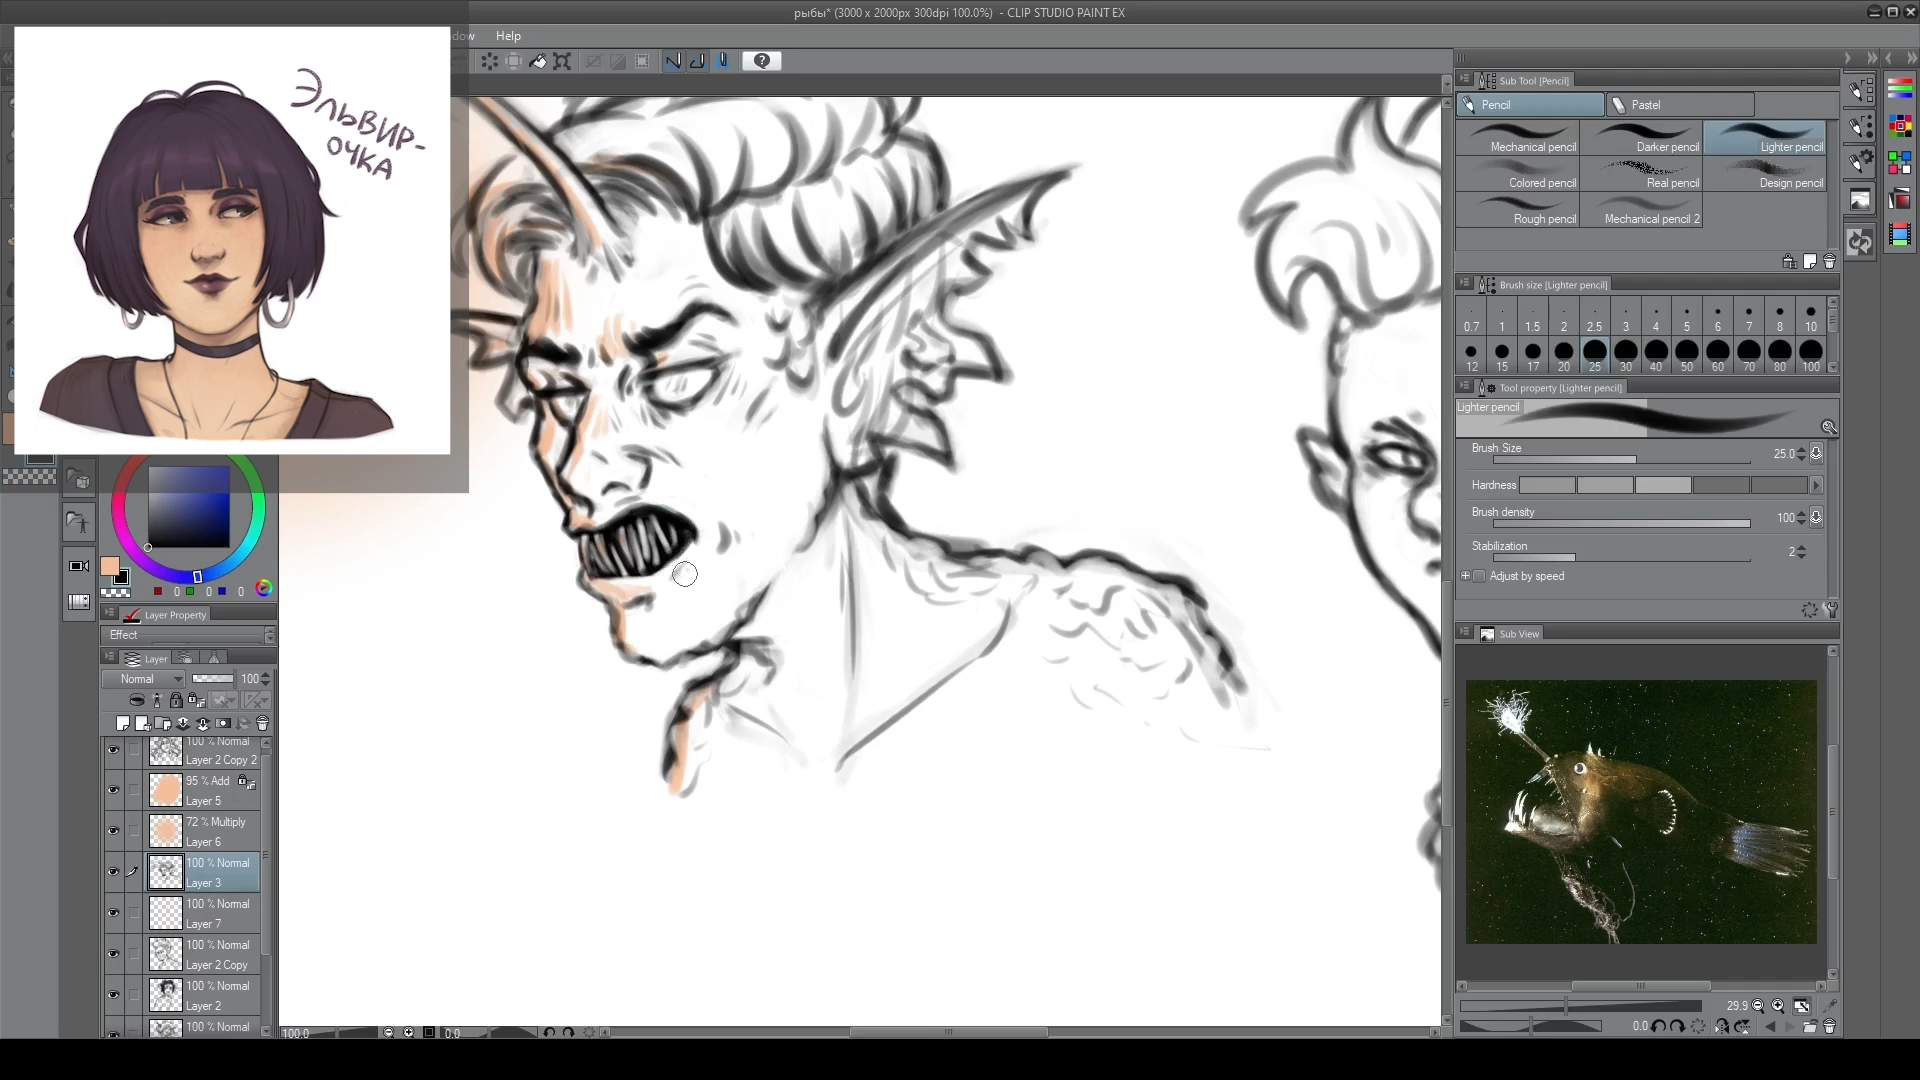 рыбы* (3000 x 2000px 300dpi 100.0%) - CLIP STUDIO PAINT EX
dow Help
Эльвир-
очка
Sub Tool [Pencil]
Pencil Pastel
Mechanical pencil Darker pencil Lighter pencil
Colored pencil Real pencil Design pencil
Rough pencil Mechanical pencil 2
Brush size [Lighter pencil]
0.7 1 1.5 2 2.5 3 4 5 6 7 8 10
12 15 17 20 25 30 40 50 60 70 80 100
Tool property [Lighter pencil]
Lighter pencil
Brush Size 25.0
Hardness
Brush density 100
Stabilization 2
Adjust by speed
Sub View
29.9
0.0
0 0 0
Layer Property
Effect
Layer
Normal 100
100 % Normal
Layer 2 Copy 2
95 % Add
Layer 5
72 % Multiply
Layer 6
100 % Normal
Layer 3
100 % Normal
Layer 7
100 % Normal
Layer 2 Copy
100 % Normal
Layer 2
100 % Normal
100.0 0.0